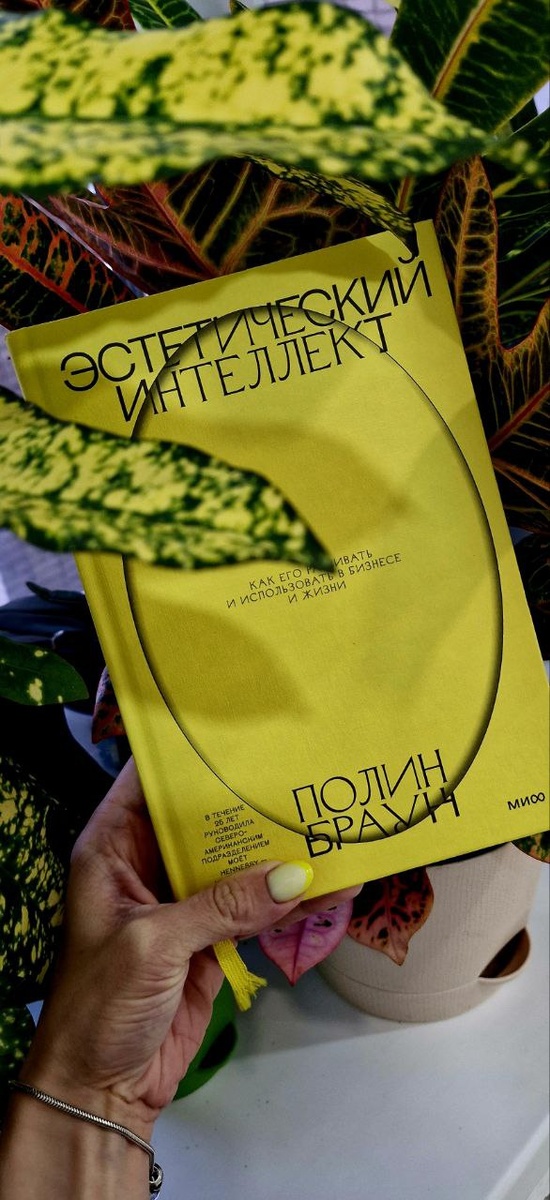 ЭСТЕТИЧЕСКИЙ
ИНТЕЛЛЕКТ
КАК ЕГО
И ИСПОЛЬЗОВАТЬ В БИЗНЕСЕ
И ЖИЗНИ
ПОЛИН
БРАУН
МИФ
В ТЕЧЕНИЕ
25 ЛЕТ
РУКОВОДИЛА
СЕВЕРО-
АМЕРИКАНСКИМ
ПОДРАЗДЕЛЕНИЕМ
MOËT
HENNESSY